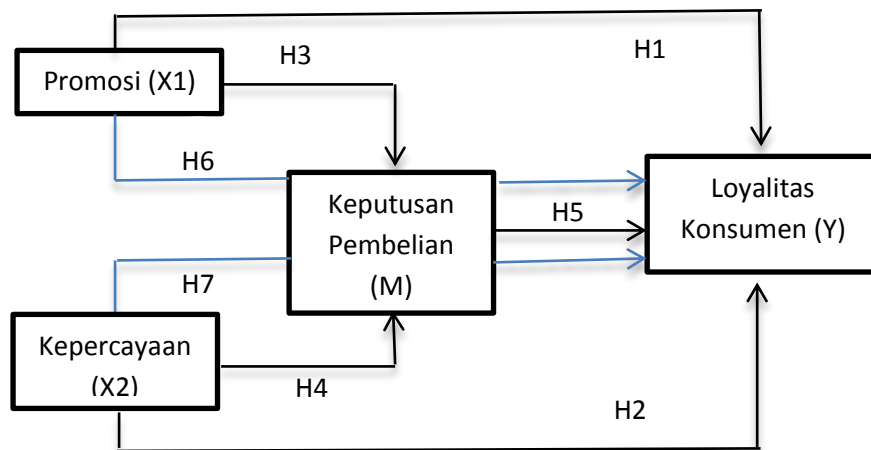 H1
H3
Promosi (X1)
H6
Keputusan
Pembelian
(M)
H5
Loyalitas
Konsumen (Y)
H7
Kepercayaan
(X2)
H4
H2